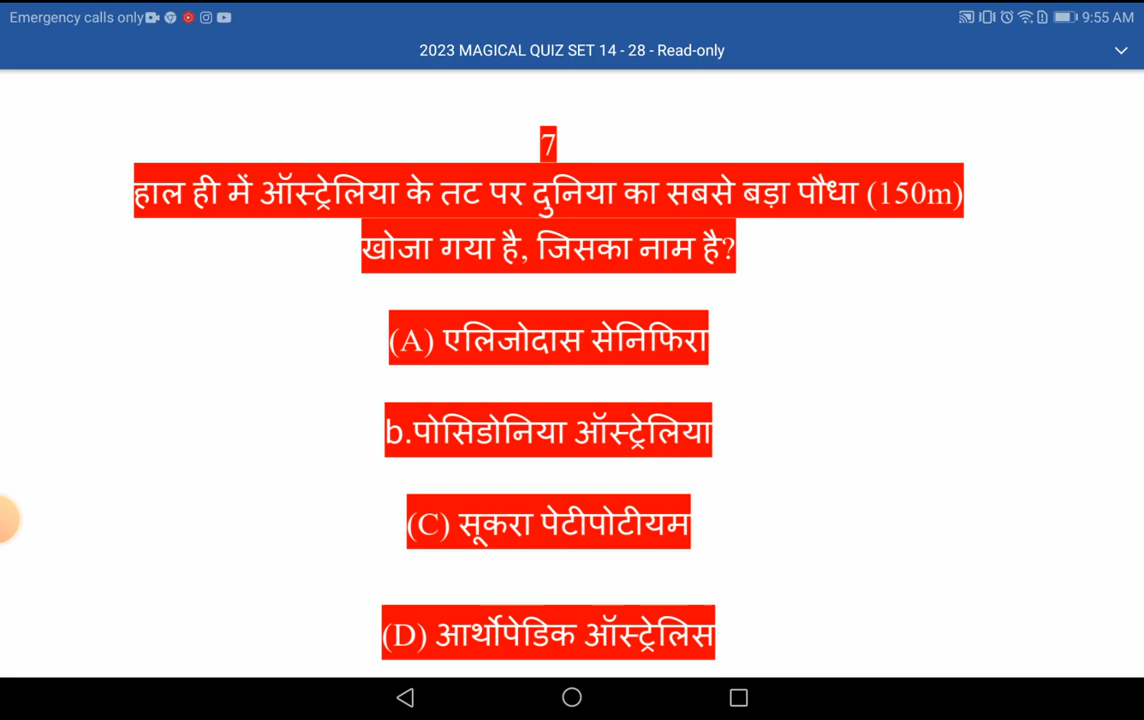 Emergency calls only 9:55 AM
2023 MAGICAL QUIZ SET 14 - 28 - Read-only
7
हाल ही में ऑस्ट्रेलिया के तट पर दुनिया का सबसे बड़ा पौधा (150m)
खोजा गया है, जिसका नाम है?
(A) एलिजोदास सेनिफिरा
b.पोसिडोनिया ऑस्ट्रेलिया
(C) सूकरा पेटीपोटीयम
(D) आर्थोपेडिक ऑस्ट्रेलिस